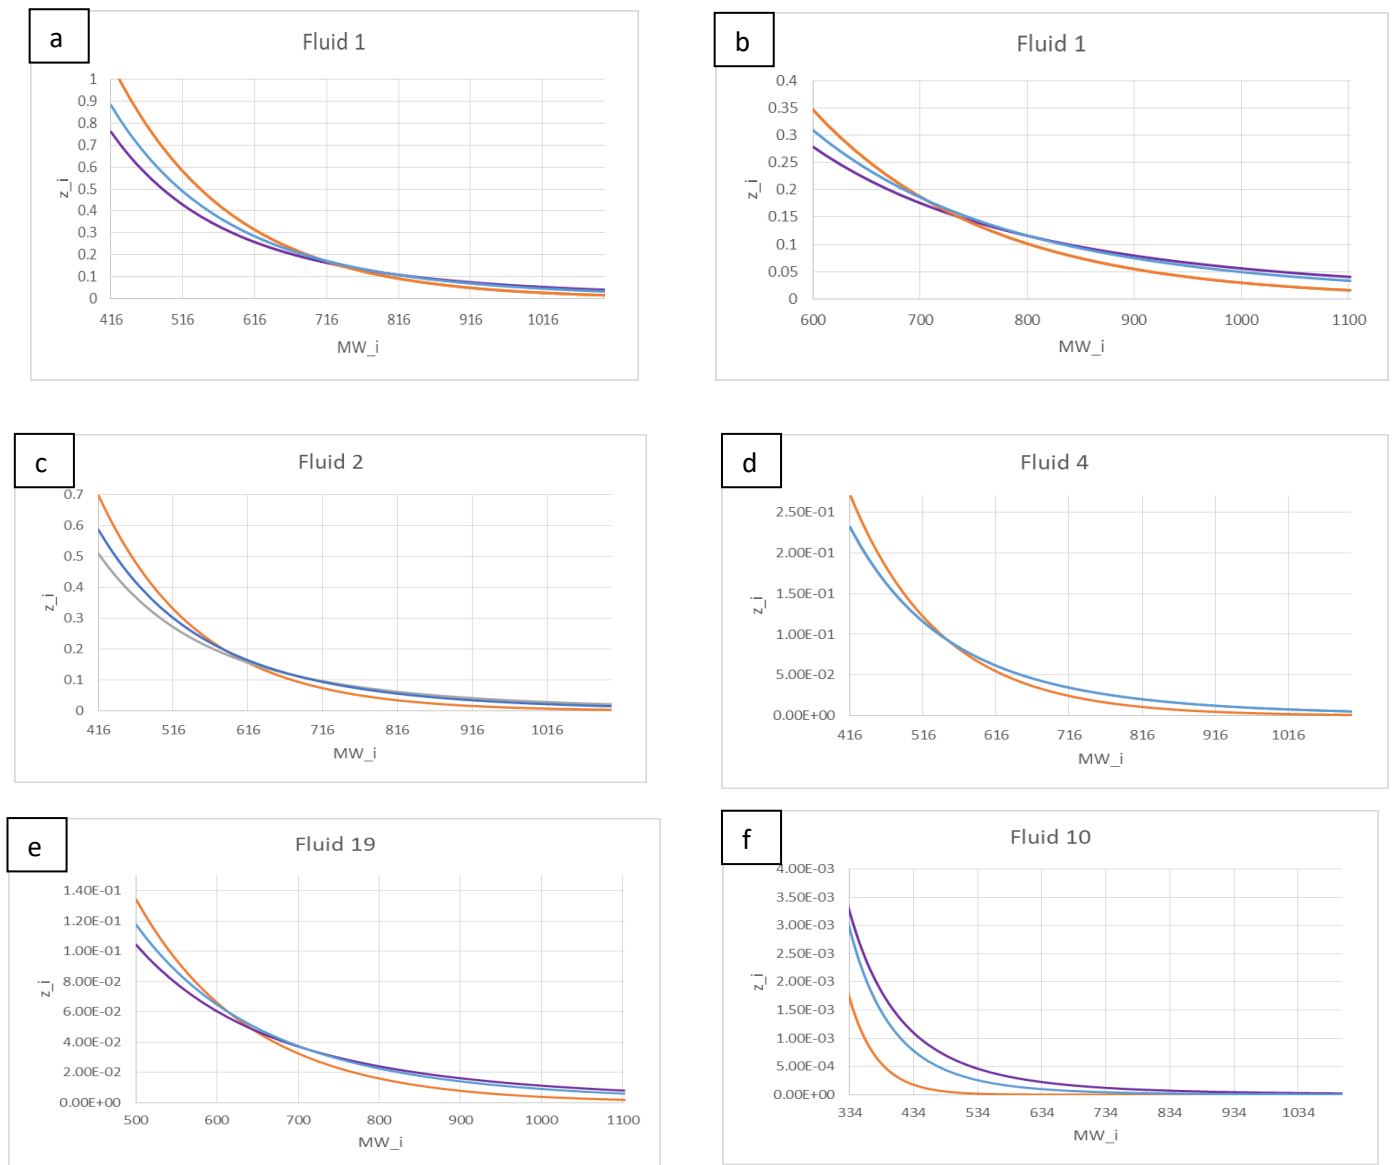 a
Fluid 1
1
0.9
0.8
0.7
0.6
0.5
0.4
0.3
0.2
0.1
0
z_i
416 516 616 716 816 916 1016
MW_i
b
Fluid 1
0.4
0.35
0.3
0.25
0.2
0.15
0.1
0.05
0
z_i
600 700 800 900 1000 1100
MW_i
c
Fluid 2
0.7
0.6
0.5
0.4
0.3
0.2
0.1
0
z_i
416 516 616 716 816 916 1016
MW_i
d
Fluid 4
2.50E-01
2.00E-01
1.50E-01
1.00E-01
5.00E-02
0.00E+00
z_i
416 516 616 716 816 916 1016
MW_i
e
Fluid 19
1.40E-01
1.20E-01
1.00E-01
8.00E-02
6.00E-02
4.00E-02
2.00E-02
0.00E+00
z_i
500 600 700 800 900 1000 1100
MW_i
f
Fluid 10
4.00E-03
3.50E-03
3.00E-03
2.50E-03
2.00E-03
1.50E-03
1.00E-03
5.00E-04
0.00E+00
z_i
334 434 534 634 734 834 934 1034
MW_i